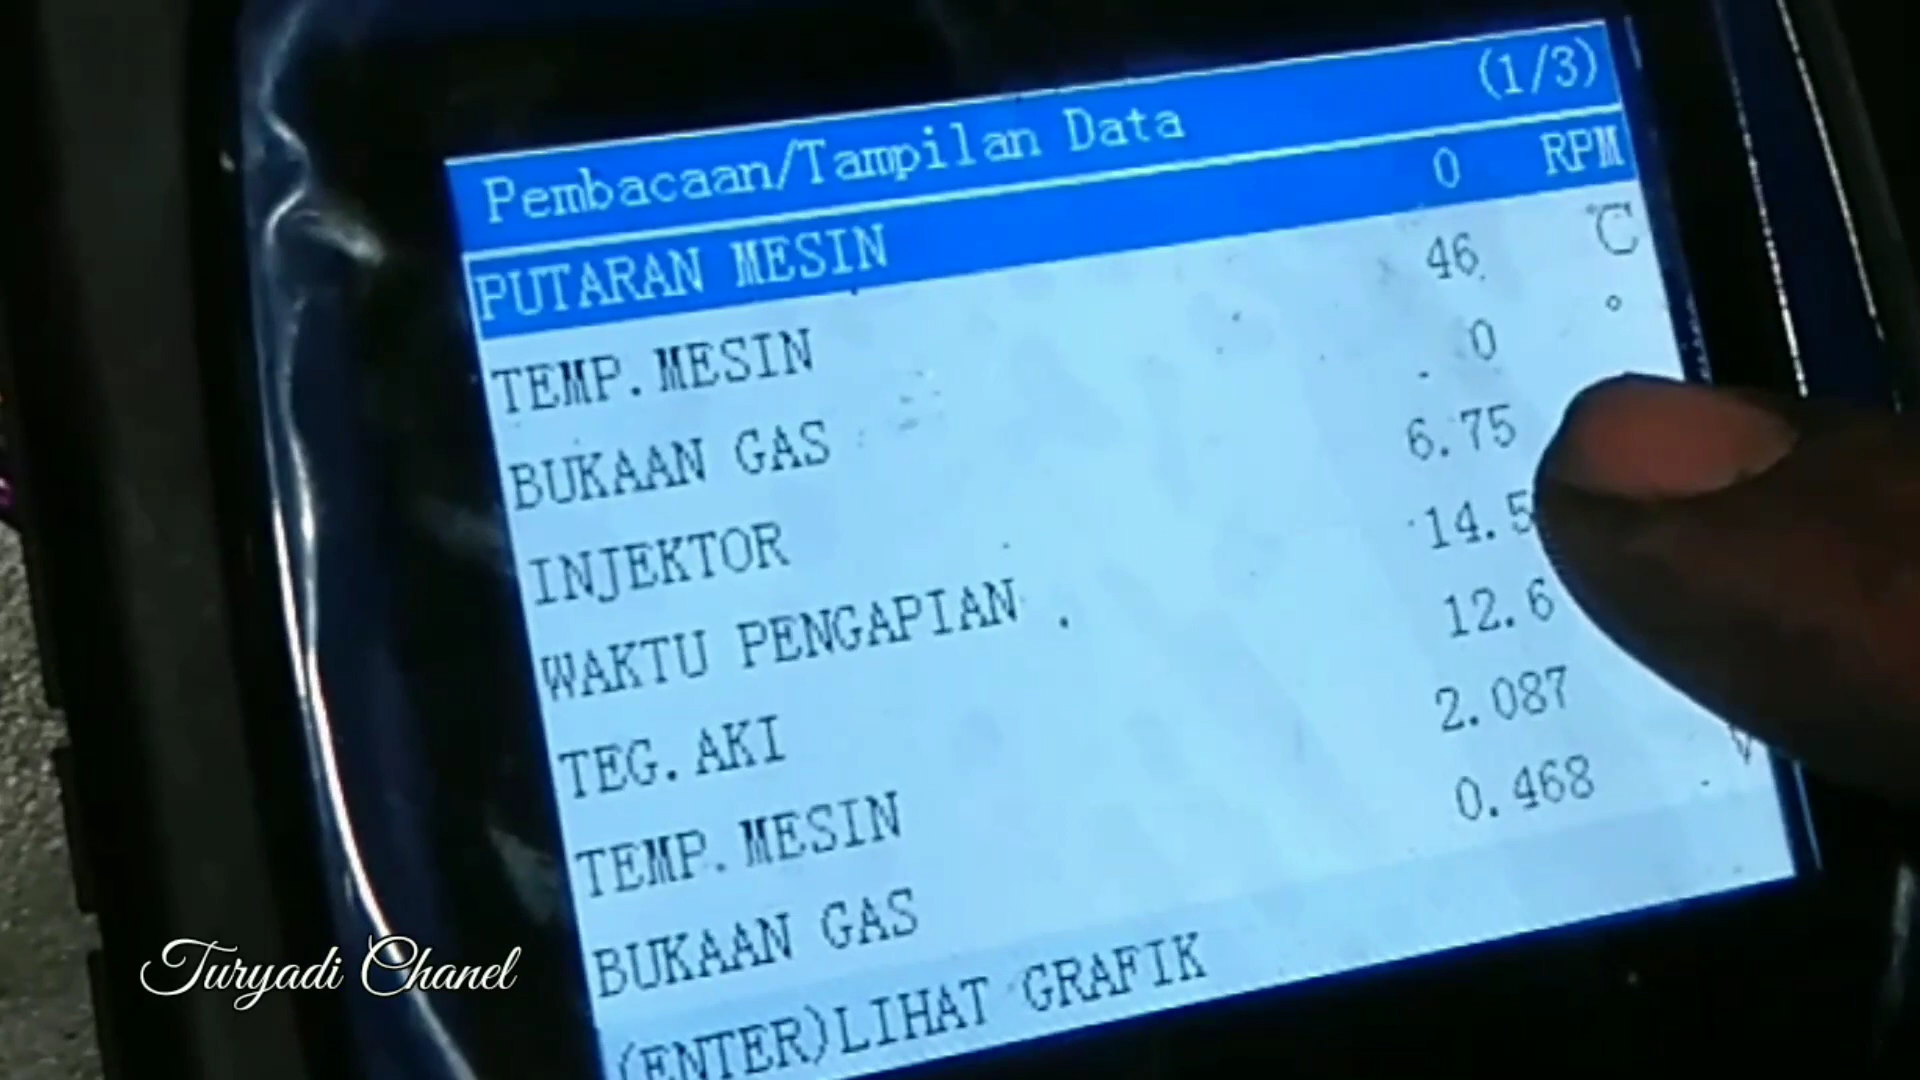 Pembacaan/Tampilan Data (1/3)
PUTARAN MESIN 0 RPM
TEMP.MESIN 46 ℃
BUKAAN GAS 0 °
INJEKTOR 6.75
WAKTU PENGAPIAN 14.5
TEG.AKI 12.6
TEMP.MESIN 2.087
BUKAAN GAS 0.468 V
(ENTER)LIHAT GRAFIK
Turyadi Chanel